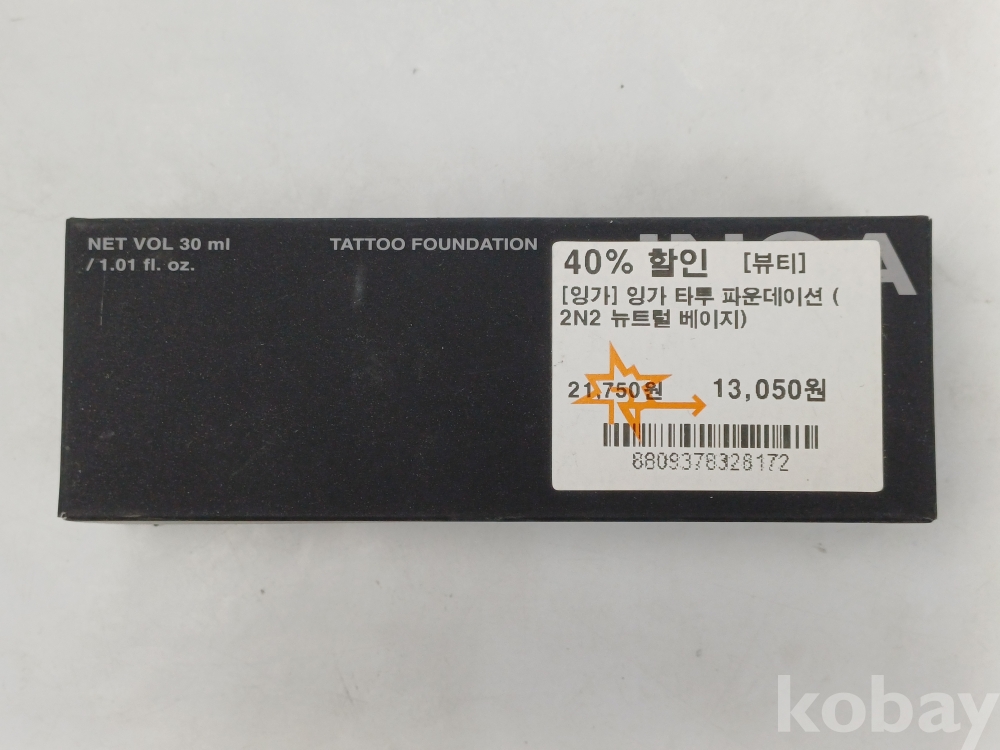 NET VOL 30 ml
/ 1.01 fl. oz.
TATTOO FOUNDATION
40% 할인 [뷰티]
[잉가] 잉가 타투 파운데이션 (
2N2 뉴트럴 베이지)
21,750원 13,050원
8809378328172
kobay